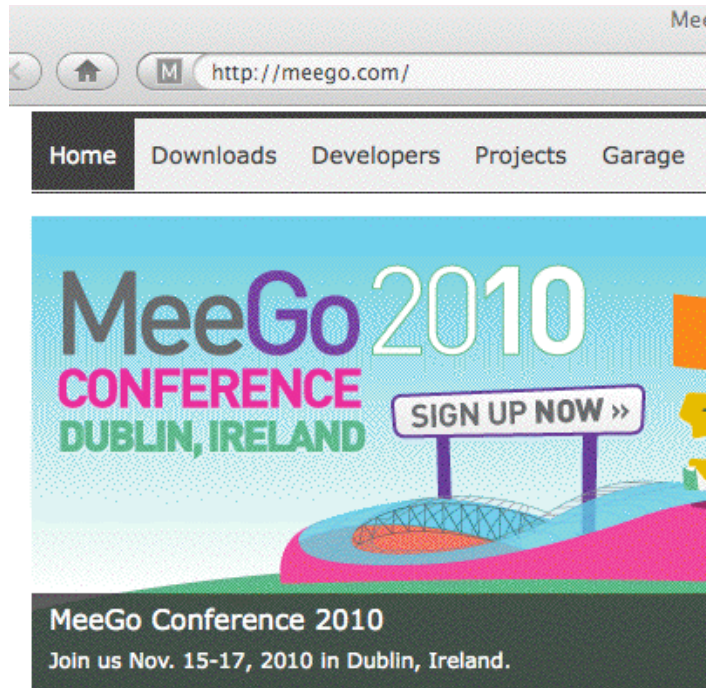 Mee
M http://meego.com/
Home Downloads Developers Projects Garage
MeeGo 2010
CONFERENCE
DUBLIN, IRELAND
SIGN UP NOW »
MeeGo Conference 2010
Join us Nov. 15-17, 2010 in Dublin, Ireland.